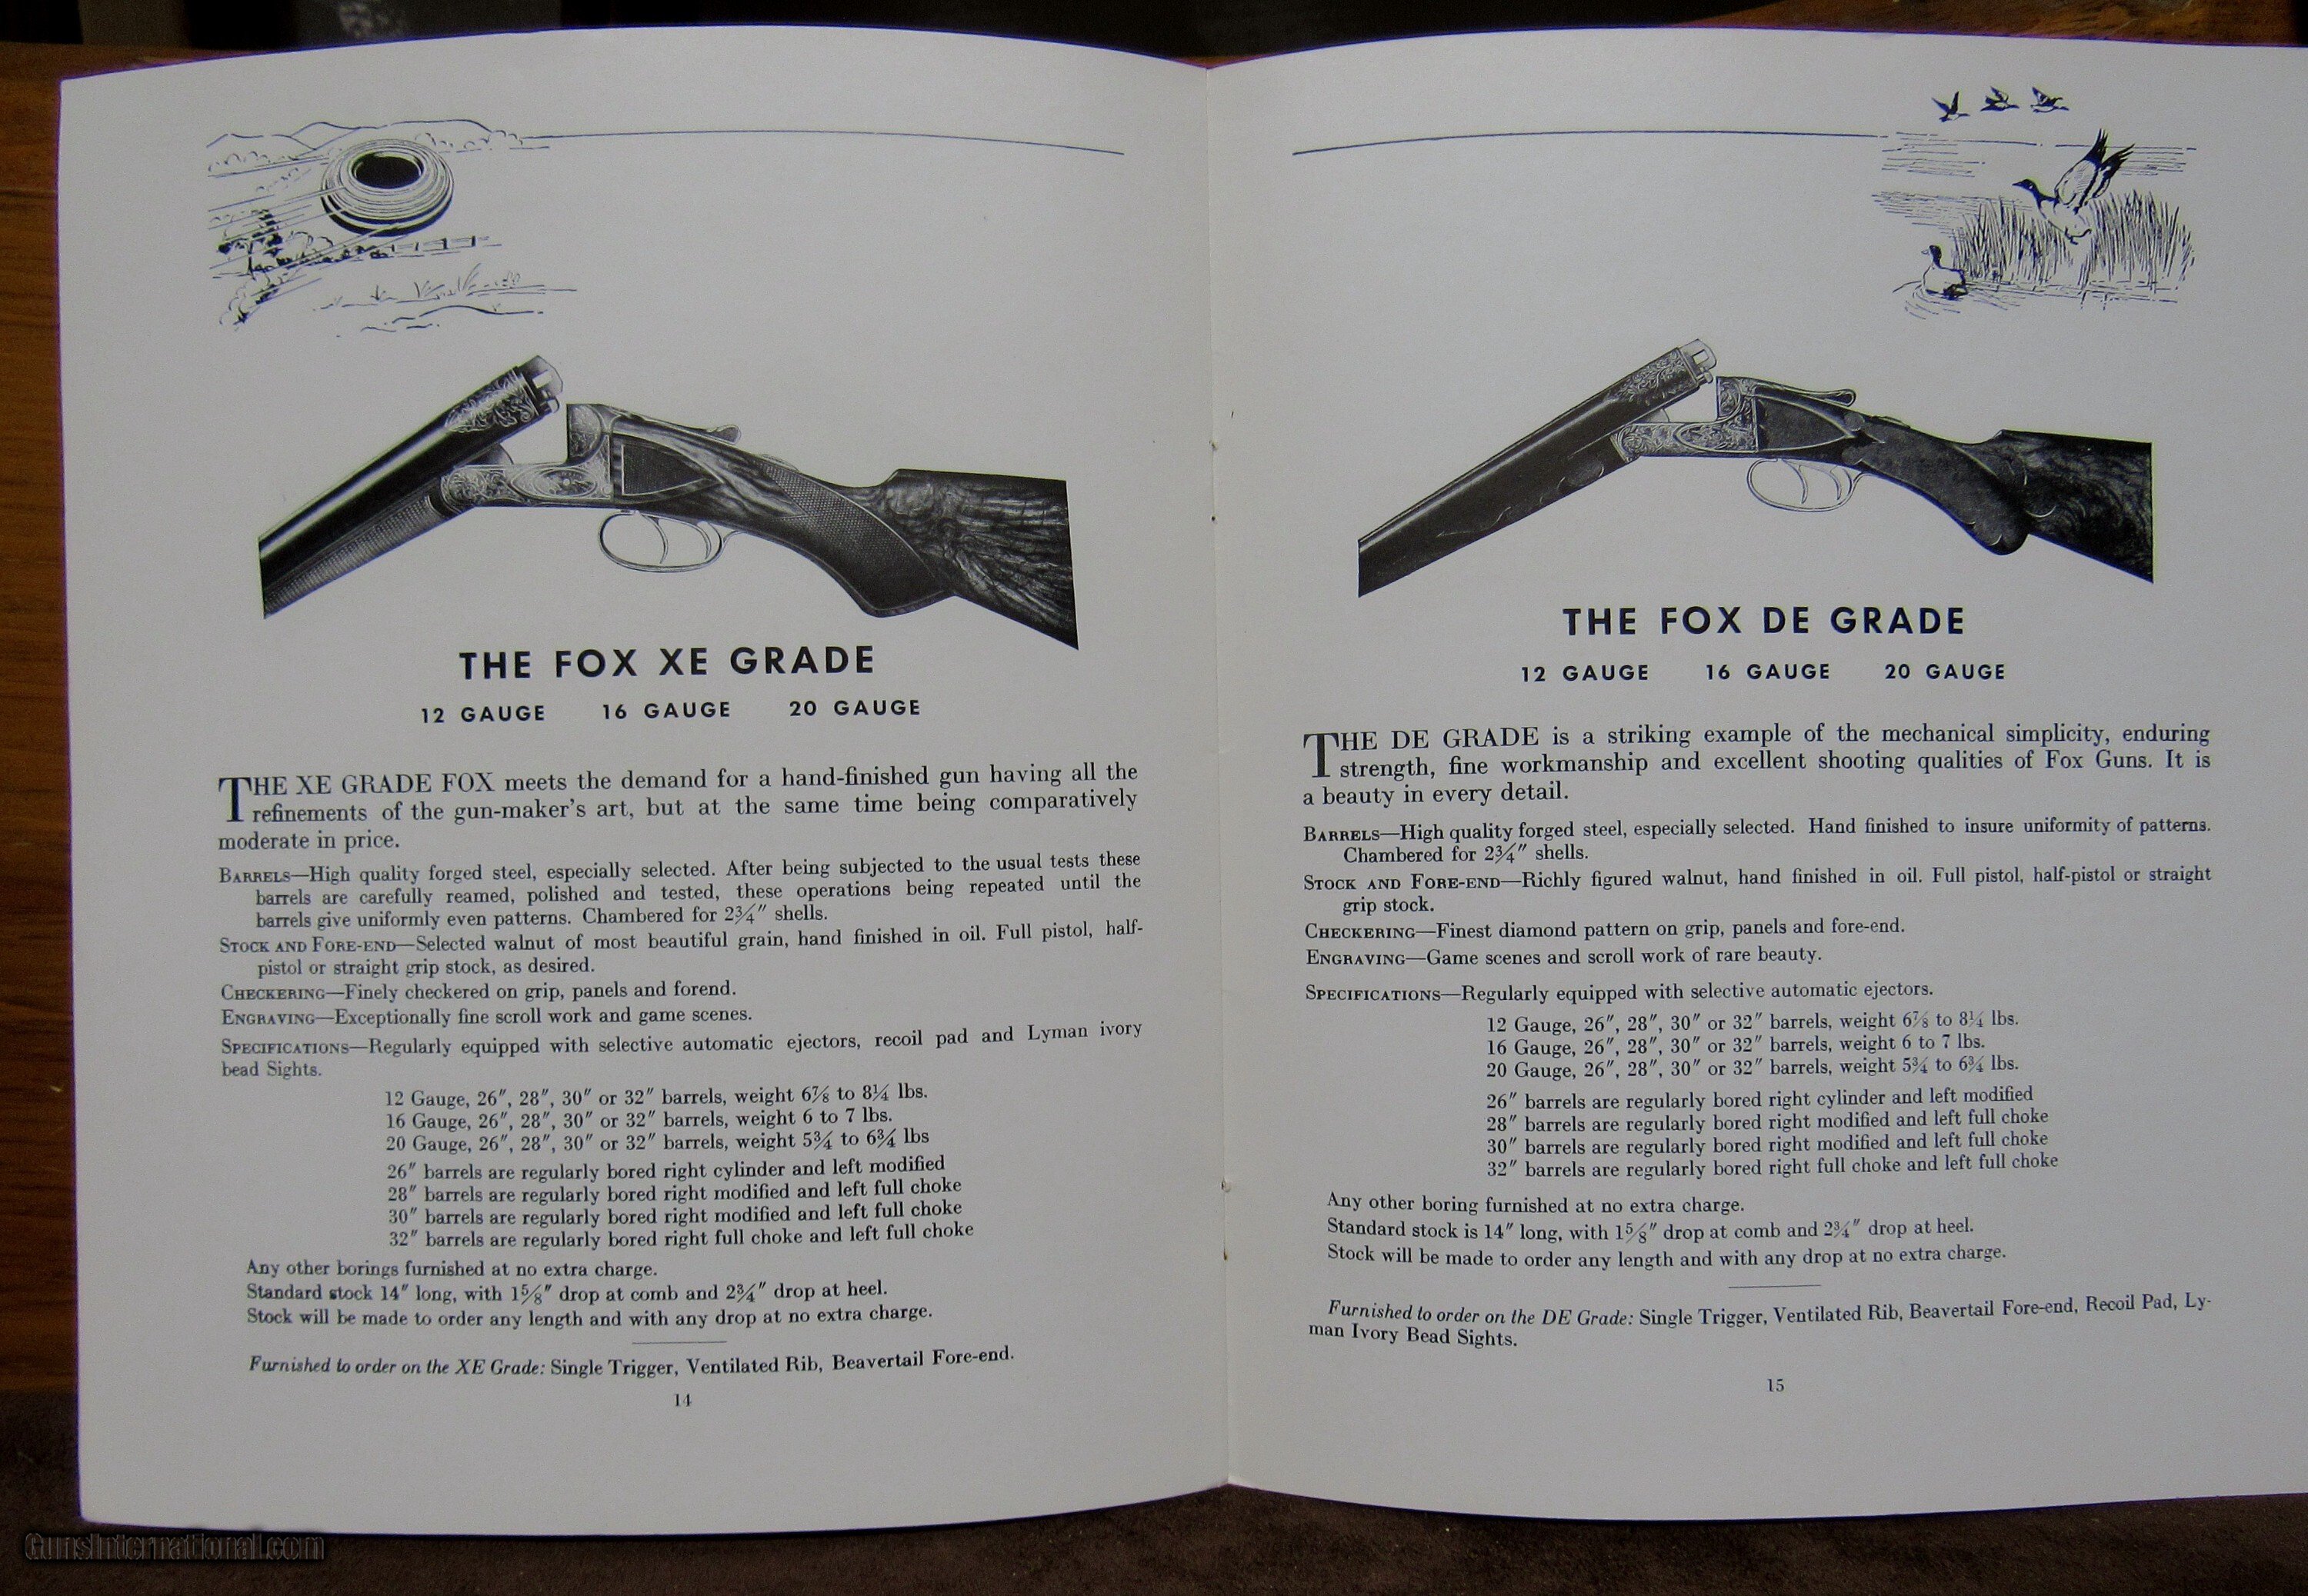 THE FOX XE GRADE
12 GAUGE 16 GAUGE 20 GAUGE
THE XE GRADE FOX meets the demand for a hand-finished gun having all the
refinements of the gun-maker's art, but at the same time being comparatively
moderate in price.
BARRELS—High quality forged steel, especially selected. After being subjected to the usual tests these
barrels are carefully reamed, polished and tested, these operations being repeated until the
barrels give uniformly even patterns. Chambered for 2¾″ shells.
STOCK AND FORE-END—Selected walnut of most beautiful grain, hand finished in oil. Full pistol, half-
pistol or straight grip stock, as desired.
CHECKERING—Finely checkered on grip, panels and forend.
ENGRAVING—Exceptionally fine scroll work and game scenes.
SPECIFICATIONS—Regularly equipped with selective automatic ejectors, recoil pad and Lyman ivory
bead Sights.
12 Gauge, 26″, 28″, 30″ or 32″ barrels, weight 6⅞ to 8¼ lbs.
16 Gauge, 26″, 28″, 30″ or 32″ barrels, weight 6 to 7 lbs.
20 Gauge, 26″, 28″, 30″ or 32″ barrels, weight 5¾ to 6¾ lbs
26″ barrels are regularly bored right cylinder and left modified
28″ barrels are regularly bored right modified and left full choke
30″ barrels are regularly bored right modified and left full choke
32″ barrels are regularly bored right full choke and left full choke
Any other borings furnished at no extra charge.
Standard stock 14″ long, with 1⅝″ drop at comb and 2¾″ drop at heel.
Stock will be made to order any length and with any drop at no extra charge.
Furnished to order on the XE Grade: Single Trigger, Ventilated Rib, Beavertail Fore-end.
14
THE FOX DE GRADE
12 GAUGE 16 GAUGE 20 GAUGE
THE DE GRADE is a striking example of the mechanical simplicity, enduring
strength, fine workmanship and excellent shooting qualities of Fox Guns. It is
a beauty in every detail.
BARRELS—High quality forged steel, especially selected. Hand finished to insure uniformity of patterns.
Chambered for 2¾″ shells.
STOCK AND FORE-END—Richly figured walnut, hand finished in oil. Full pistol, half-pistol or straight
grip stock.
CHECKERING—Finest diamond pattern on grip, panels and fore-end.
ENGRAVING—Game scenes and scroll work of rare beauty.
SPECIFICATIONS—Regularly equipped with selective automatic ejectors.
12 Gauge, 26″, 28″, 30″ or 32″ barrels, weight 6⅞ to 8¼ lbs.
16 Gauge, 26″, 28″, 30″ or 32″ barrels, weight 6 to 7 lbs.
20 Gauge, 26″, 28″, 30″ or 32″ barrels, weight 5¾ to 6¾ lbs.
26″ barrels are regularly bored right cylinder and left modified
28″ barrels are regularly bored right modified and left full choke
30″ barrels are regularly bored right modified and left full choke
32″ barrels are regularly bored right full choke and left full choke
Any other boring furnished at no extra charge.
Standard stock is 14″ long, with 1⅝″ drop at comb and 2¾″ drop at heel.
Stock will be made to order any length and with any drop at no extra charge.
Furnished to order on the DE Grade: Single Trigger, Ventilated Rib, Beavertail Fore-end, Recoil Pad, Ly-
man Ivory Bead Sights.
15
GunsInternational.com